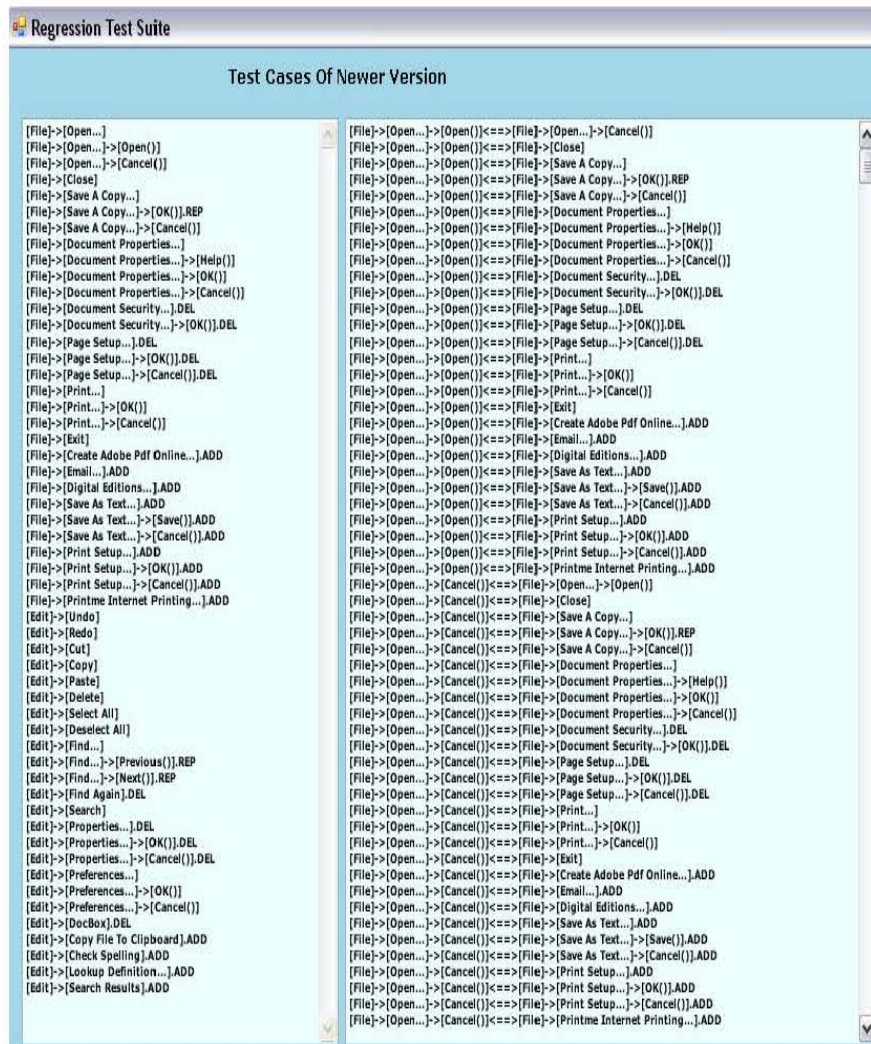 Regression Test Suite
Test Cases Of Newer Version
[File]->[Open...]
[File]->[Open...]->[Open()]
[File]->[Open...]->[Cancel()]
[File]->[Close]
[File]->[Save A Copy...]
[File]->[Save A Copy...]->[OK()].REP
[File]->[Save A Copy...]->[Cancel()]
[File]->[Document Properties...]
[File]->[Document Properties...]->[Help()]
[File]->[Document Properties...]->[OK()]
[File]->[Document Properties...]->[Cancel()]
[File]->[Document Security...].DEL
[File]->[Document Security...]->[OK()].DEL
[File]->[Page Setup...].DEL
[File]->[Page Setup...]->[OK()].DEL
[File]->[Page Setup...]->[Cancel()].DEL
[File]->[Print...]
[File]->[Print...]->[OK()]
[File]->[Print...]->[Cancel()]
[File]->[Exit]
[File]->[Create Adobe Pdf Online...].ADD
[File]->[Email...].ADD
[File]->[Digital Editions...].ADD
[File]->[Save As Text...].ADD
[File]->[Save As Text...]->[Save()].ADD
[File]->[Save As Text...]->[Cancel()].ADD
[File]->[Print Setup...].ADD
[File]->[Print Setup...]->[OK()].ADD
[File]->[Print Setup...]->[Cancel()].ADD
[File]->[Printme Internet Printing...].ADD
[Edit]->[Undo]
[Edit]->[Redo]
[Edit]->[Cut]
[Edit]->[Copy]
[Edit]->[Paste]
[Edit]->[Delete]
[Edit]->[Select All]
[Edit]->[Deselect All]
[Edit]->[Find...]
[Edit]->[Find...]->[Previous()].REP
[Edit]->[Find...]->[Next()].REP
[Edit]->[Find Again].DEL
[Edit]->[Search]
[Edit]->[Properties...].DEL
[Edit]->[Properties...]->[OK()].DEL
[Edit]->[Properties...]->[Cancel()].DEL
[Edit]->[Preferences...]
[Edit]->[Preferences...]->[OK()]
[Edit]->[Preferences...]->[Cancel()]
[Edit]->[DocBox].DEL
[Edit]->[Copy File To Clipboard].ADD
[Edit]->[Check Spelling].ADD
[Edit]->[Lookup Definition...].ADD
[Edit]->[Search Results].ADD
[File]->[Open...]->[Open()]<==>[File]->[Open...]->[Cancel()]
[File]->[Open...]->[Open()]<==>[File]->[Close]
[File]->[Open...]->[Open()]<==>[File]->[Save A Copy...]
[File]->[Open...]->[Open()]<==>[File]->[Save A Copy...]->[OK()].REP
[File]->[Open...]->[Open()]<==>[File]->[Save A Copy...]->[Cancel()]
[File]->[Open...]->[Open()]<==>[File]->[Document Properties...]
[File]->[Open...]->[Open()]<==>[File]->[Document Properties...]->[Help()]
[File]->[Open...]->[Open()]<==>[File]->[Document Properties...]->[OK()]
[File]->[Open...]->[Open()]<==>[File]->[Document Properties...]->[Cancel()]
[File]->[Open...]->[Open()]<==>[File]->[Document Security...].DEL
[File]->[Open...]->[Open()]<==>[File]->[Document Security...]->[OK()].DEL
[File]->[Open...]->[Open()]<==>[File]->[Page Setup...].DEL
[File]->[Open...]->[Open()]<==>[File]->[Page Setup...]->[OK()].DEL
[File]->[Open...]->[Open()]<==>[File]->[Page Setup...]->[Cancel()].DEL
[File]->[Open...]->[Open()]<==>[File]->[Print...]
[File]->[Open...]->[Open()]<==>[File]->[Print...]->[OK()]
[File]->[Open...]->[Open()]<==>[File]->[Print...]->[Cancel()]
[File]->[Open...]->[Open()]<==>[File]->[Exit]
[File]->[Open...]->[Open()]<==>[File]->[Create Adobe Pdf Online...].ADD
[File]->[Open...]->[Open()]<==>[File]->[Email...].ADD
[File]->[Open...]->[Open()]<==>[File]->[Digital Editions...].ADD
[File]->[Open...]->[Open()]<==>[File]->[Save As Text...].ADD
[File]->[Open...]->[Open()]<==>[File]->[Save As Text...]->[Save()].ADD
[File]->[Open...]->[Open()]<==>[File]->[Save As Text...]->[Cancel()].ADD
[File]->[Open...]->[Open()]<==>[File]->[Print Setup...].ADD
[File]->[Open...]->[Open()]<==>[File]->[Print Setup...]->[OK()].ADD
[File]->[Open...]->[Open()]<==>[File]->[Print Setup...]->[Cancel()].ADD
[File]->[Open...]->[Open()]<==>[File]->[Printme Internet Printing...].ADD
[File]->[Open...]->[Cancel()]<==>[File]->[Open...]->[Open()]
[File]->[Open...]->[Cancel()]<==>[File]->[Close]
[File]->[Open...]->[Cancel()]<==>[File]->[Save A Copy...]
[File]->[Open...]->[Cancel()]<==>[File]->[Save A Copy...]->[OK()].REP
[File]->[Open...]->[Cancel()]<==>[File]->[Save A Copy...]->[Cancel()]
[File]->[Open...]->[Cancel()]<==>[File]->[Document Properties...]
[File]->[Open...]->[Cancel()]<==>[File]->[Document Properties...]->[Help()]
[File]->[Open...]->[Cancel()]<==>[File]->[Document Properties...]->[OK()]
[File]->[Open...]->[Cancel()]<==>[File]->[Document Properties...]->[Cancel()]
[File]->[Open...]->[Cancel()]<==>[File]->[Document Security...].DEL
[File]->[Open...]->[Cancel()]<==>[File]->[Document Security...]->[OK()].DEL
[File]->[Open...]->[Cancel()]<==>[File]->[Page Setup...].DEL
[File]->[Open...]->[Cancel()]<==>[File]->[Page Setup...]->[OK()].DEL
[File]->[Open...]->[Cancel()]<==>[File]->[Page Setup...]->[Cancel()].DEL
[File]->[Open...]->[Cancel()]<==>[File]->[Print...]
[File]->[Open...]->[Cancel()]<==>[File]->[Print...]->[OK()]
[File]->[Open...]->[Cancel()]<==>[File]->[Print...]->[Cancel()]
[File]->[Open...]->[Cancel()]<==>[File]->[Exit]
[File]->[Open...]->[Cancel()]<==>[File]->[Create Adobe Pdf Online...].ADD
[File]->[Open...]->[Cancel()]<==>[File]->[Email...].ADD
[File]->[Open...]->[Cancel()]<==>[File]->[Digital Editions...].ADD
[File]->[Open...]->[Cancel()]<==>[File]->[Save As Text...].ADD
[File]->[Open...]->[Cancel()]<==>[File]->[Save As Text...]->[Save()].ADD
[File]->[Open...]->[Cancel()]<==>[File]->[Save As Text...]->[Cancel()].ADD
[File]->[Open...]->[Cancel()]<==>[File]->[Print Setup...].ADD
[File]->[Open...]->[Cancel()]<==>[File]->[Print Setup...]->[OK()].ADD
[File]->[Open...]->[Cancel()]<==>[File]->[Print Setup...]->[Cancel()].ADD
[File]->[Open...]->[Cancel()]<==>[File]->[Printme Internet Printing...].ADD